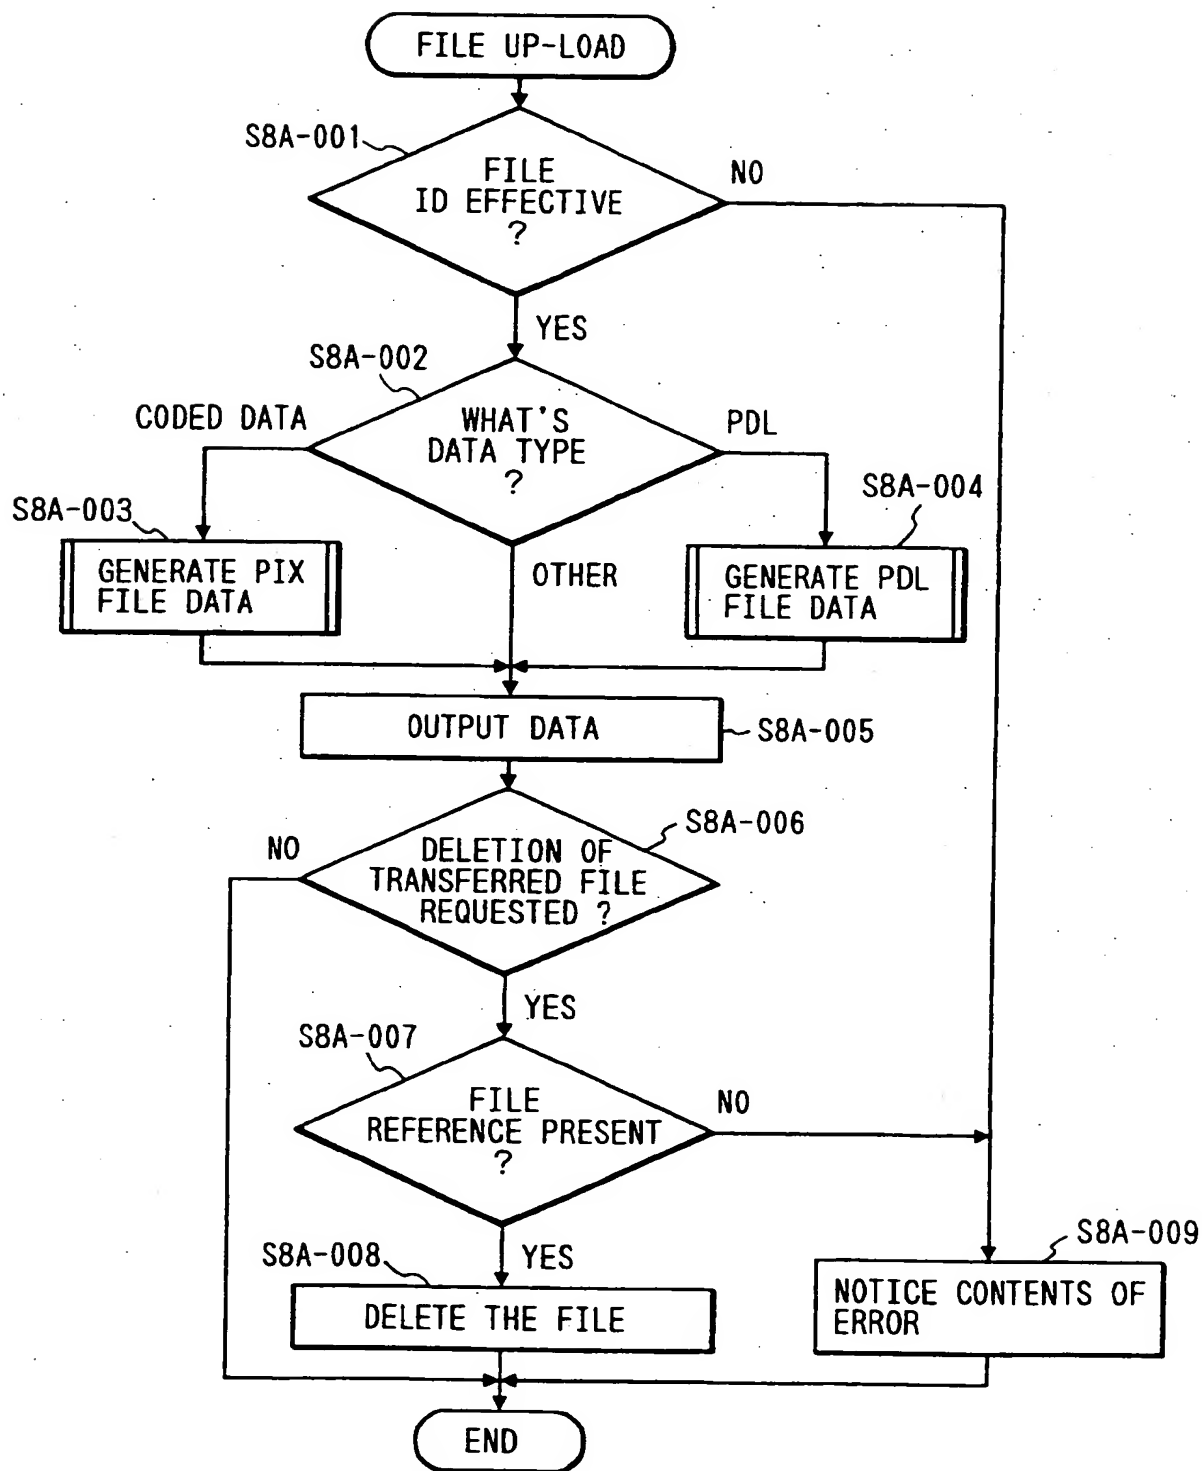 FILE UP-LOAD
S8A-001
FILE
ID EFFECTIVE
?
NO
YES
S8A-002
CODED DATA
WHAT'S
DATA TYPE
?
PDL
S8A-003
S8A-004
GENERATE PIX
FILE DATA
OTHER
GENERATE PDL
FILE DATA
OUTPUT DATA
S8A-005
S8A-006
NO
DELETION OF
TRANSFERRED FILE
REQUESTED ?
YES
S8A-007
FILE
REFERENCE PRESENT
?
NO
S8A-008
YES
S8A-009
DELETE THE FILE
NOTICE CONTENTS OF
ERROR
END